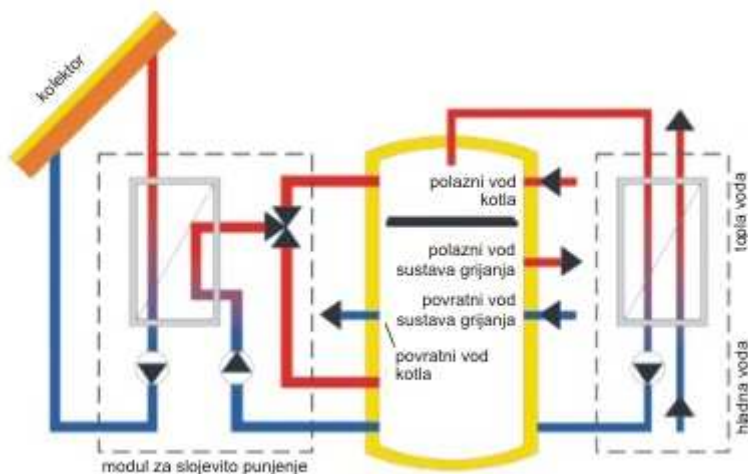 kolektor
polazni vod
kotla
polazni vod
sustava grijanja
povratni vod
sustava grijanja
povratni vod
kotla
topla voda
hladna voda
modul za slojevito punjenje